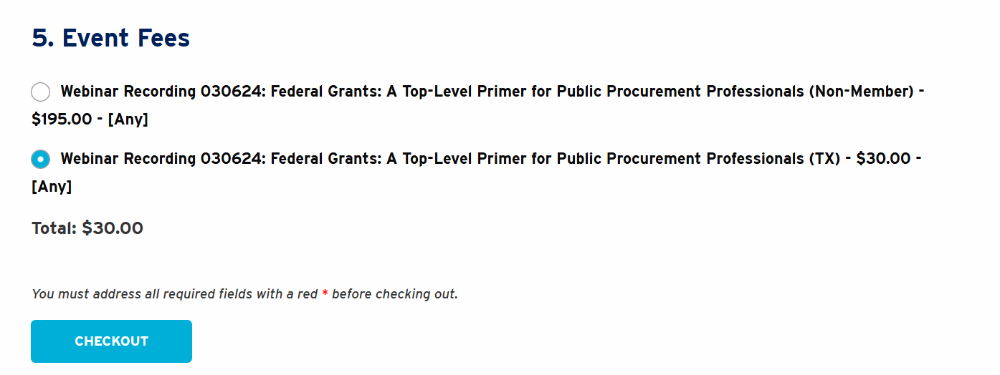 5. Event Fees
Webinar Recording 030624: Federal Grants: A Top-Level Primer for Public Procurement Professionals (Non-Member) -
$195.00 - [Any]
Webinar Recording 030624: Federal Grants: A Top-Level Primer for Public Procurement Professionals (TX) - $30.00 -
[Any]
Total: $30.00
You must address all required fields with a red * before checking out.
CHECKOUT